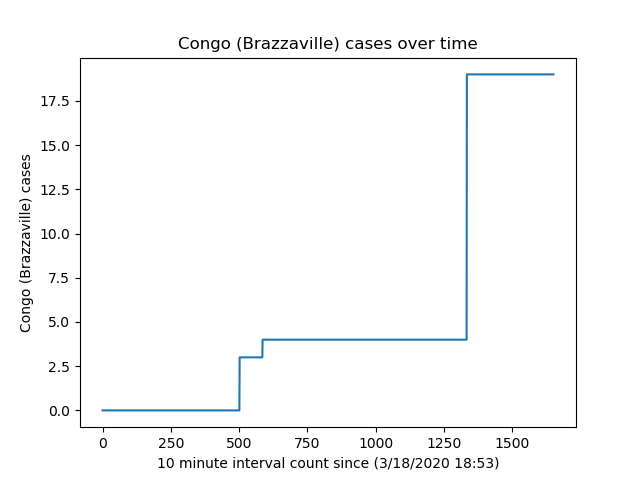 Congo (Brazzaville) cases over time
Congo (Brazzaville) cases
17.5
15.0
12.5
10.0
7.5
5.0
2.5
0.0
0 250 500 750 1000 1250 1500
10 minute interval count since (3/18/2020 18:53)